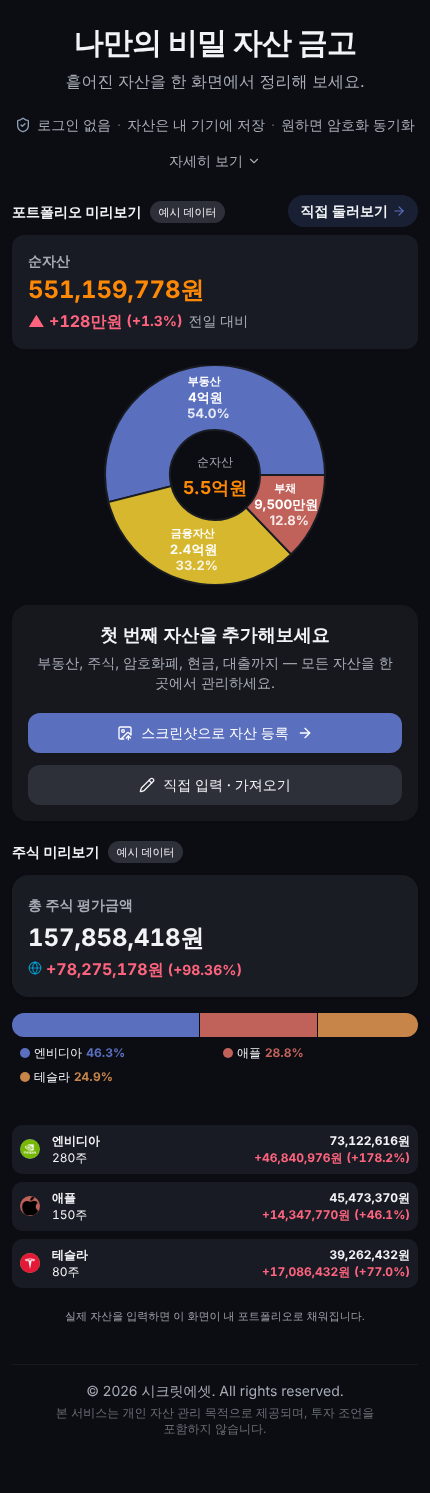 나만의 비밀 자산 금고
흩어진 자산을 한 화면에서 정리해 보세요.
로그인 없음 · 자산은 내 기기에 저장 · 원하면 암호화 동기화
자세히 보기
포트폴리오 미리보기 예시 데이터 직접 둘러보기 →
순자산
551,159,778원
▲ +128만원 (+1.3%) 전일 대비
부동산
4억원
54.0%
순자산
5.5억원
부채
9,500만원
12.8%
금융자산
2.4억원
33.2%
첫 번째 자산을 추가해보세요
부동산, 주식, 암호화폐, 현금, 대출까지 — 모든 자산을 한
곳에서 관리하세요.
스크린샷으로 자산 등록 →
직접 입력 · 가져오기
주식 미리보기 예시 데이터
총 주식 평가금액
157,858,418원
+78,275,178원 (+98.36%)
엔비디아 46.3% 애플 28.8%
테슬라 24.9%
엔비디아 73,122,616원
280주 +46,840,976원 (+178.2%)
애플 45,473,370원
150주 +14,347,770원 (+46.1%)
테슬라 39,262,432원
80주 +17,086,432원 (+77.0%)
실제 자산을 입력하면 이 화면이 내 포트폴리오로 채워집니다.
© 2026 시크릿에셋. All rights reserved.
본 서비스는 개인 자산 관리 목적으로 제공되며, 투자 조언을
포함하지 않습니다.